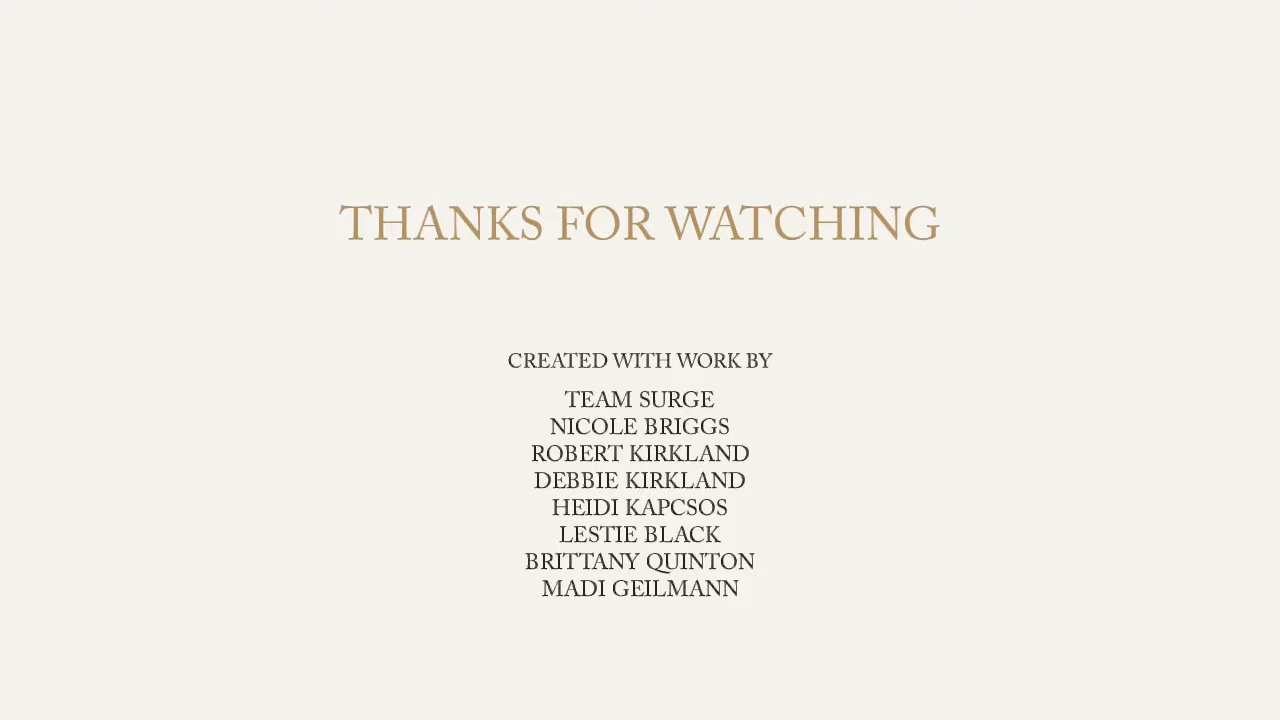 THANKS FOR WATCHING
CREATED WITH WORK BY
TEAM SURGE
NICOLE BRIGGS
ROBERT KIRKLAND
DEBBIE KIRKLAND
HEIDI KAPCSOS
LESTIE BLACK
BRITTANY QUINTON
MADI GEILMANN